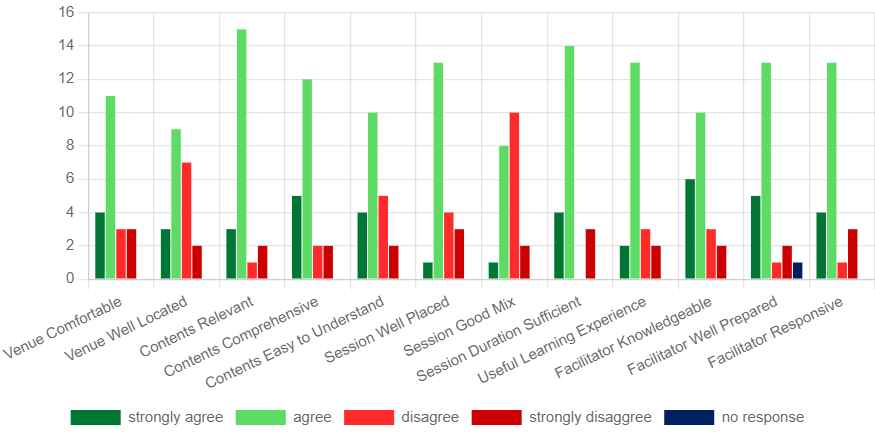 16
14
12
10
8
6
4
2
0
Venue Comfortable
Venue Well Located
Contents Relevant
Contents Comprehensive
Contents Easy to Understand
Session Well Placed
Session Good Mix
Session Duration Sufficient
Useful Learning Experience
Facilitator Knowledgeable
Facilitator Well Prepared
Facilitator Responsive
strongly agree agree disagree strongly disaggree no response